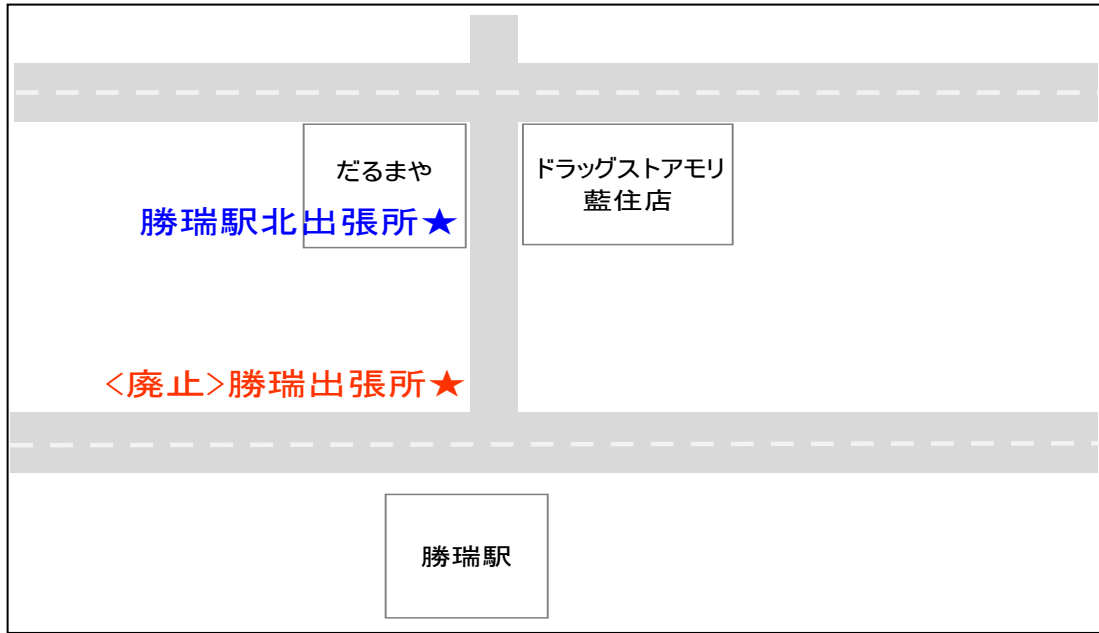 だるまや
ドラッグストアモリ
藍住店
勝瑞駅北出張所★
<廃止>勝瑞出張所★
勝瑞駅